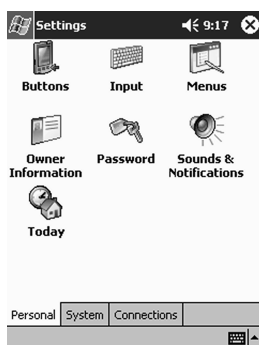 Settings 9:17
Buttons Input Menus
Owner Information
Password
Sounds & Notifications
Today
Personal System Connections